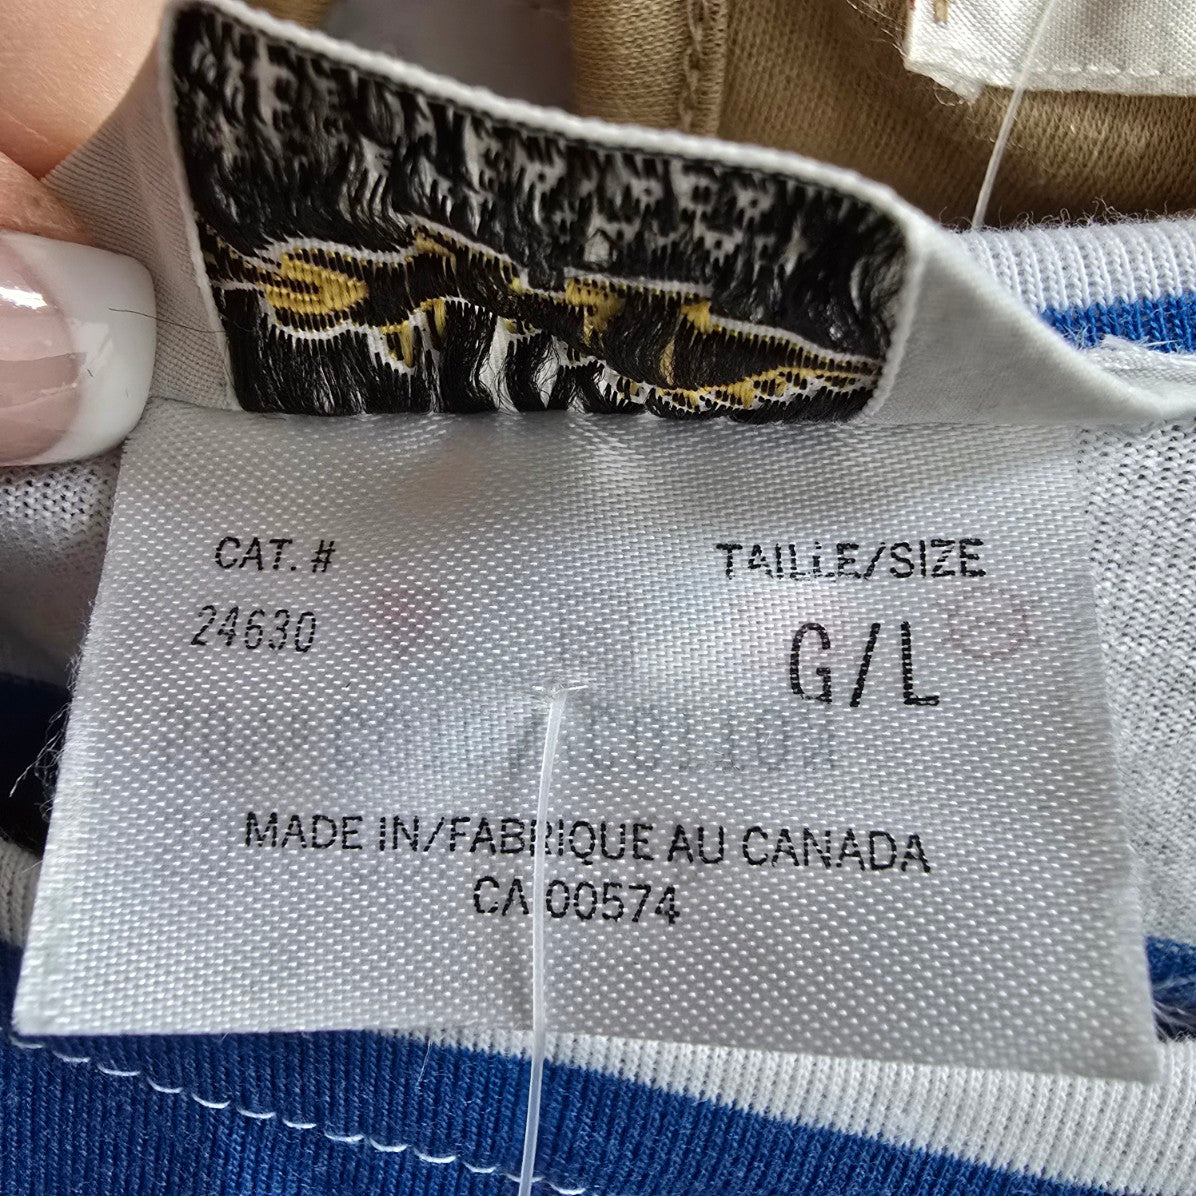 CAT. #
24630
TAILLE/SIZE
G/L
MADE IN/FABRIQUE AU CANADA
CA 00574